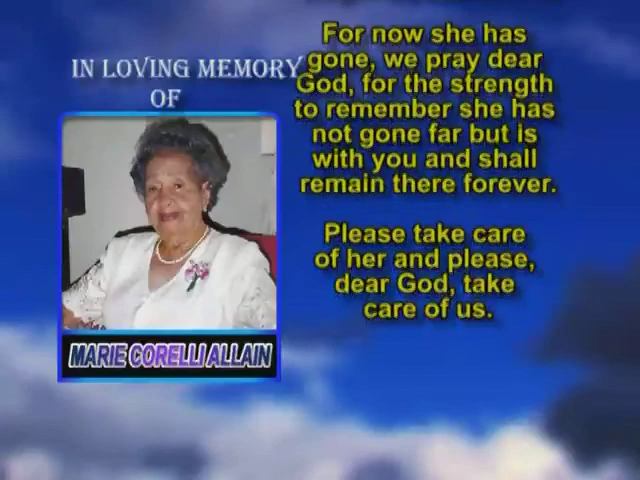 IN LOVING MEMORY
OF
MARIE CORELLI ALLAIN
For now she has
gone, we pray dear
God, for the strength
to remember she has
not gone far but is
with you and shall
remain there forever.
Please take care
of her and please,
dear God, take
care of us.